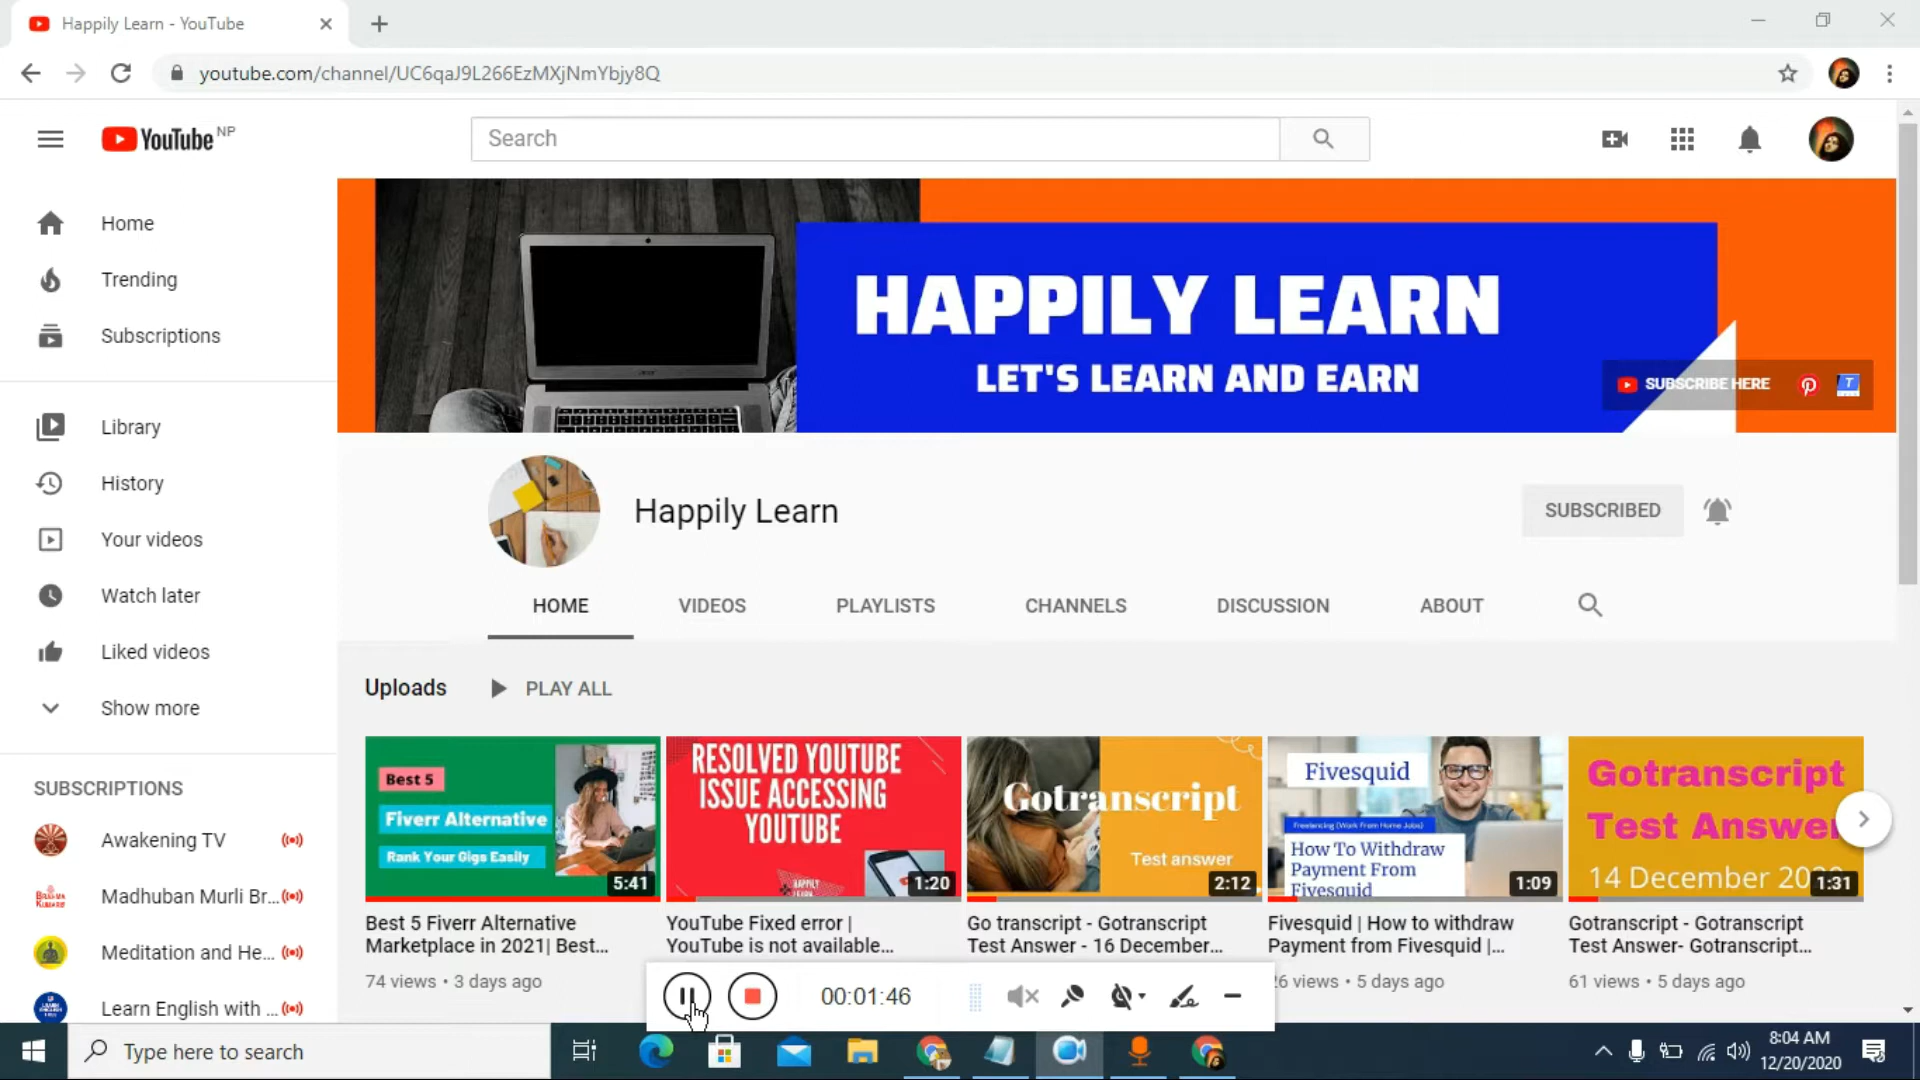 Happily Learn - YouTube
youtube.com/channel/UC6qaJ9L266EzMXjNmYbjy8Q
YouTube NP
Search
Home
Trending
Subscriptions
Library
History
Your videos
Watch later
Liked videos
Show more
SUBSCRIPTIONS
Awakening TV
Madhuban Murli Br...
Meditation and He...
Learn English with ...
HAPPILY LEARN
LET'S LEARN AND EARN
SUBSCRIBE HERE
Happily Learn
SUBSCRIBED
HOME VIDEOS PLAYLISTS CHANNELS DISCUSSION ABOUT
Uploads PLAY ALL
Best 5
Fiverr Alternative
Rank Your Gigs Easily
5:41
Best 5 Fiverr Alternative
Marketplace in 2021| Best...
74 views • 3 days ago
RESOLVED YOUTUBE
ISSUE ACCESSING
YOUTUBE
HAPPILY
1:20
YouTube Fixed error |
YouTube is not available...
Gotranscript
Test answer
2:12
Go transcript - Gotranscript
Test Answer - 16 December...
Fivesquid
Freelancing (Work From Home Jobs)
How To Withdraw
Payment From
Fivesquid
1:09
Fivesquid | How to withdraw
Payment from Fivesquid |...
6 views • 5 days ago
Gotranscript
Test Answer
14 December 20
1:31
Gotranscript - Gotranscript
Test Answer- Gotranscript...
61 views • 5 days ago
00:01:46
Type here to search
8:04 AM
12/20/2020